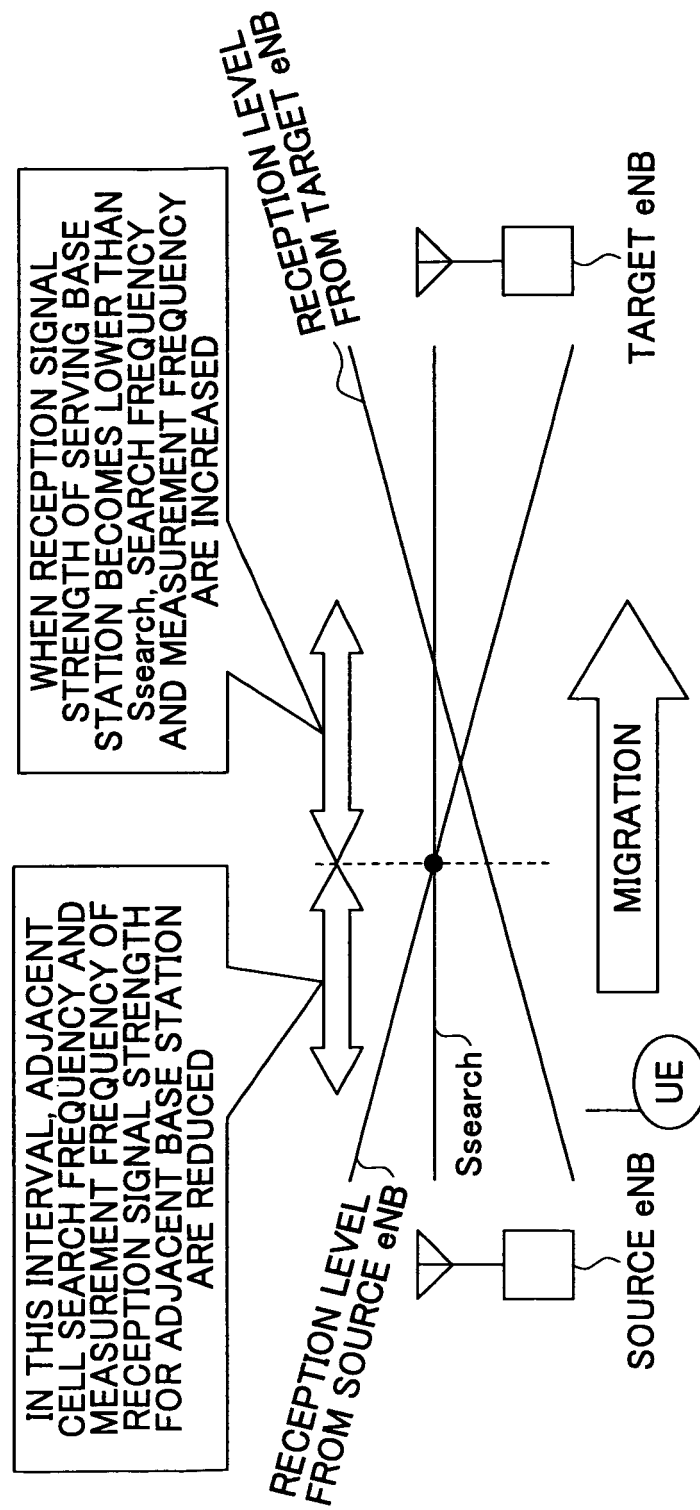 IN THIS INTERVAL, ADJACENT
CELL SEARCH FREQUENCY AND
MEASUREMENT FREQUENCY OF
RECEPTION SIGNAL STRENGTH
FOR ADJACENT BASE STATION
ARE REDUCED
WHEN RECEPTION SIGNAL
STRENGTH OF SERVING BASE
STATION BECOMES LOWER THAN
Ssearch, SEARCH FREQUENCY
AND MEASUREMENT FREQUENCY
ARE INCREASED
RECEPTION LEVEL
FROM SOURCE eNB
RECEPTION LEVEL
FROM TARGET eNB
Ssearch
SOURCE eNB
UE
MIGRATION
TARGET eNB